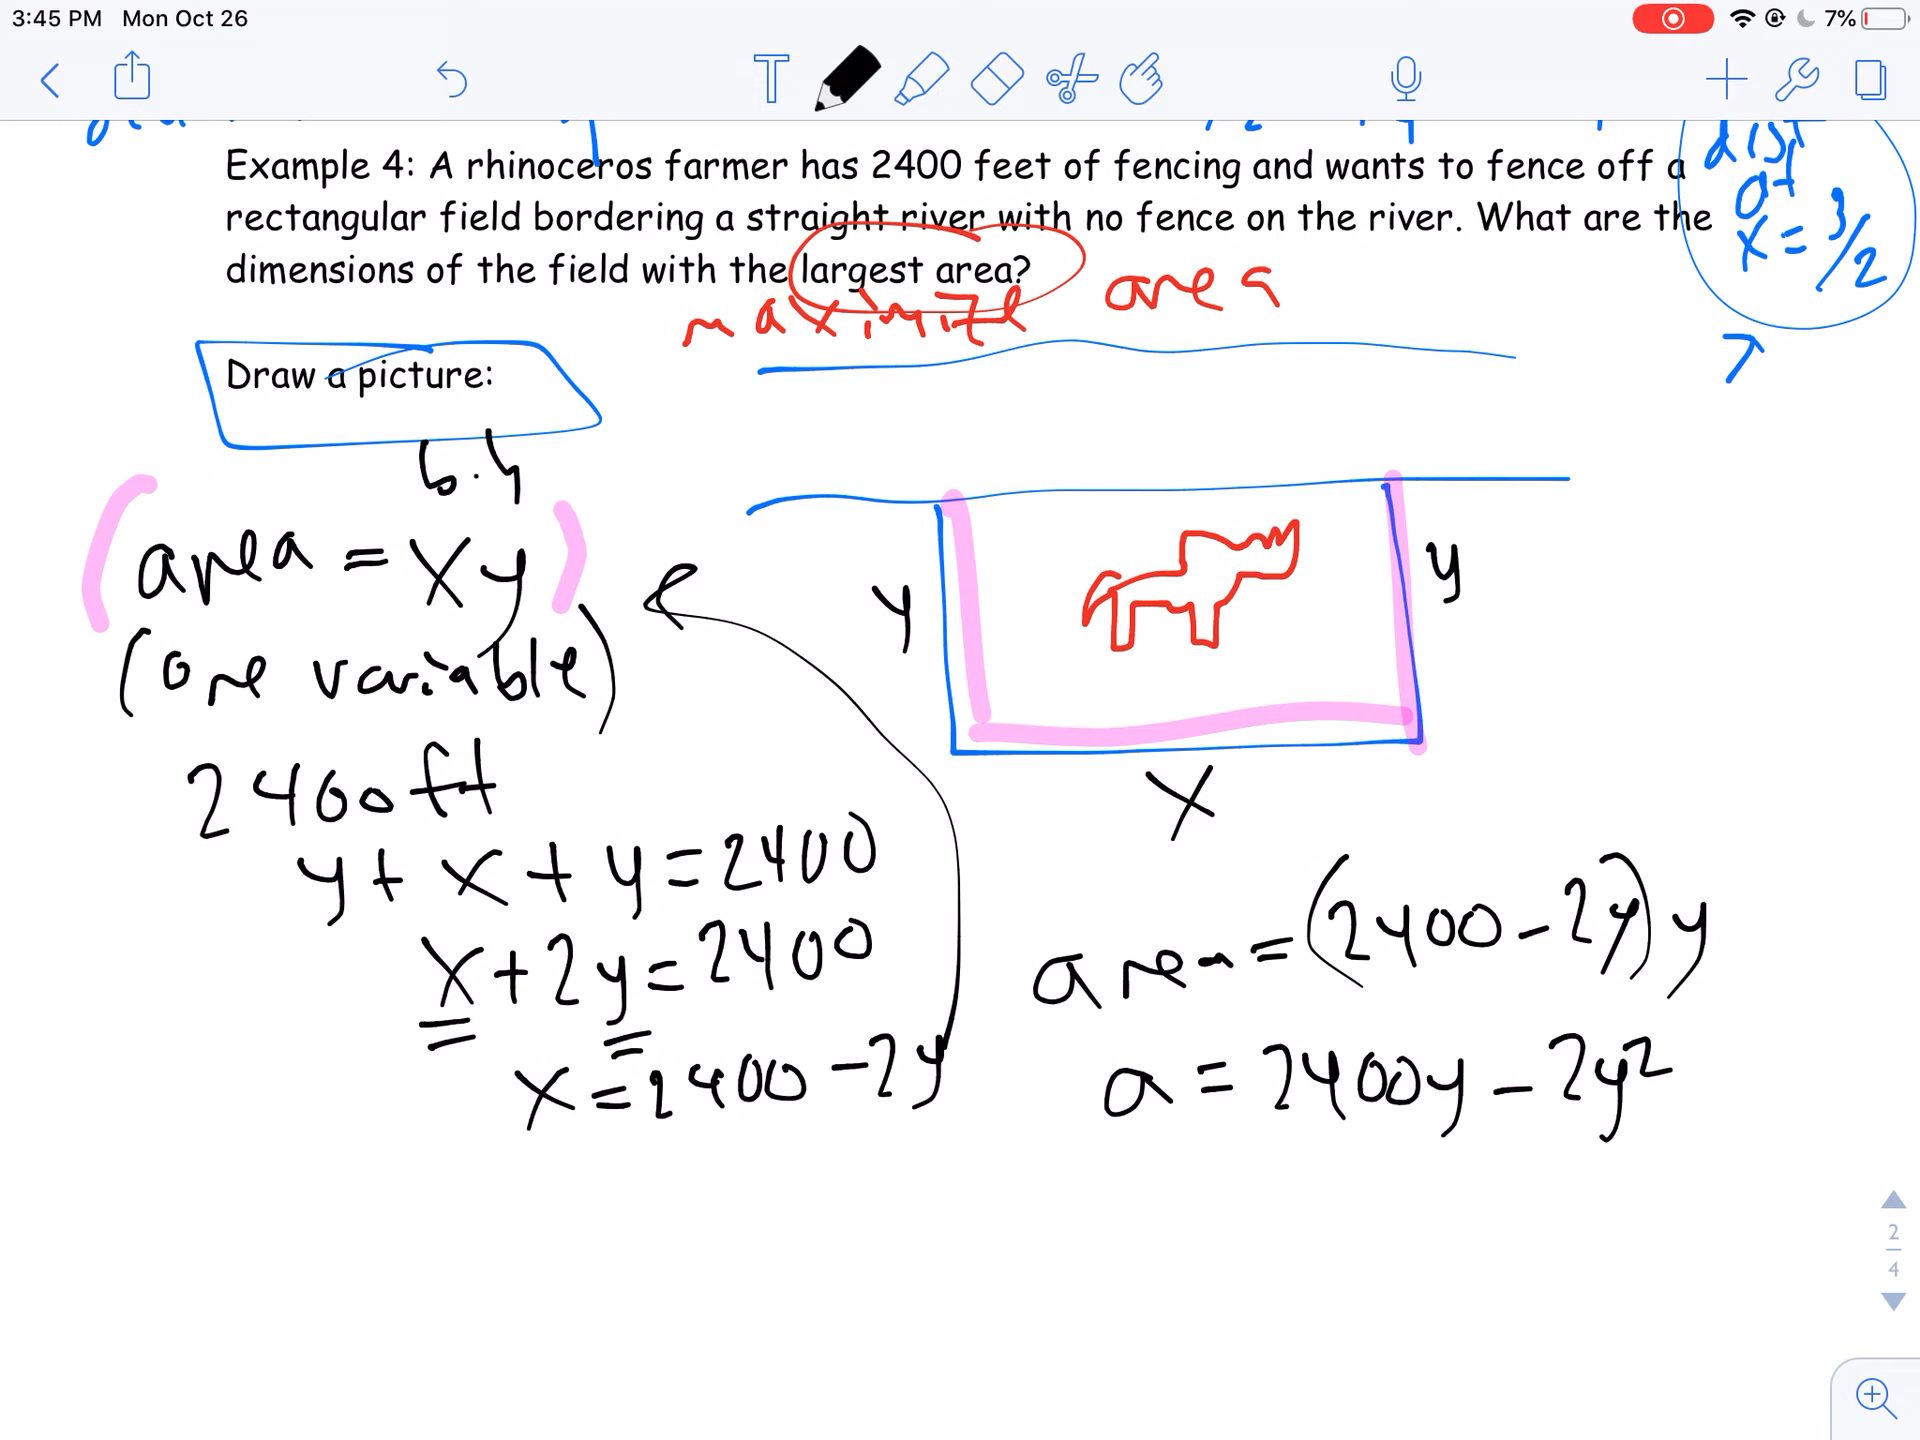 3:45 PM Mon Oct 26
7%
T
dist
at
x = 3/2
Example 4: A rhinoceros farmer has 2400 feet of fencing and wants to fence off a
rectangular field bordering a straight river with no fence on the river. What are the
dimensions of the field with the largest area?
maximize area
Draw a picture:
b·h
area = xy
(one variable)
y
y
x
2400 ft
y + x + y = 2400
x + 2y = 2400
x = 2400 - 2y
area = (2400 - 2y) y
a = 2400y - 2y²
2
4